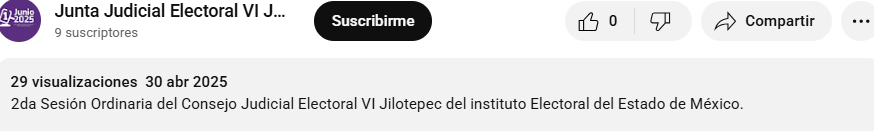 Junio
2025
Junta Judicial Electoral VI J...
9 suscriptores
Suscribirme
0
Compartir
29 visualizaciones 30 abr 2025
2da Sesión Ordinaria del Consejo Judicial Electoral VI Jilotepec del instituto Electoral del Estado de México.